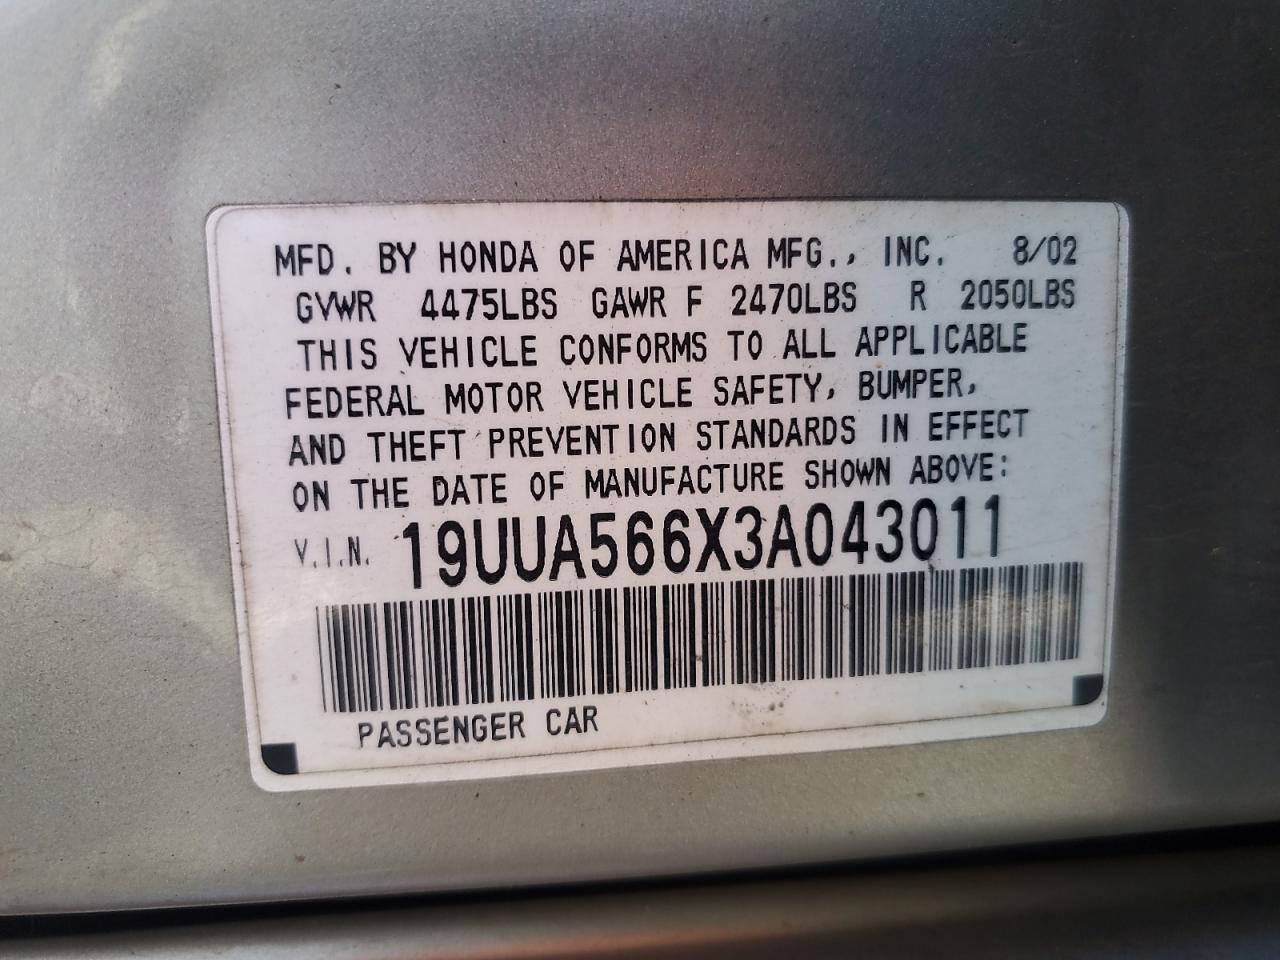 MFD. BY HONDA OF AMERICA MFG., INC. 8/02
GVWR 4475LBS GAWR F 2470LBS R 2050LBS
THIS VEHICLE CONFORMS TO ALL APPLICABLE
FEDERAL MOTOR VEHICLE SAFETY, BUMPER,
AND THEFT PREVENTION STANDARDS IN EFFECT
ON THE DATE OF MANUFACTURE SHOWN ABOVE:
V.I.N. 19UUA566X3A043011
PASSENGER CAR